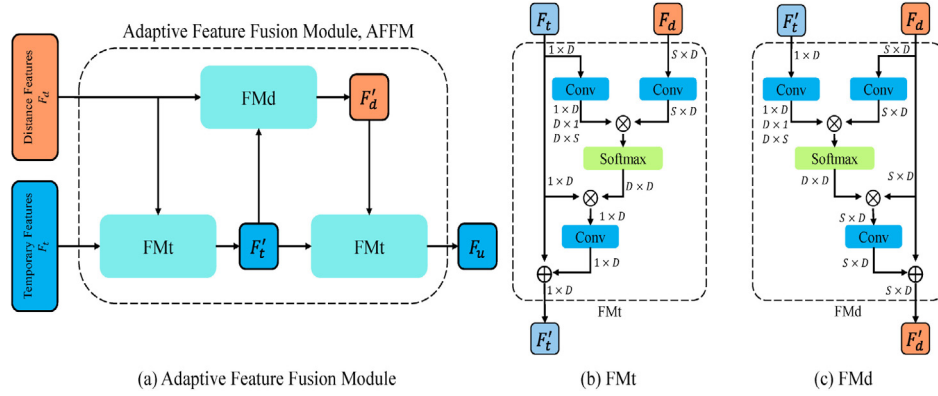 Adaptive Feature Fusion Module, AFFM
Distance Features
F_d
FMd
F'_d
Temporary Features
F_t
FMt
F'_t
FMt
F_u
(a) Adaptive Feature Fusion Module
F_t
F_d
1 × D
S × D
Conv
Conv
1 × D
D × 1
D × S
S × D
⊗
Softmax
1 × D
D × D
⊗
1 × D
Conv
1 × D
⊕
1 × D
FMt
F'_t
(b) FMt
F'_t
F_d
1 × D
S × D
Conv
Conv
1 × D
D × 1
D × S
S × D
⊗
Softmax
D × D
S × D
⊗
S × D
Conv
S × D
⊕
S × D
FMd
F'_d
(c) FMd